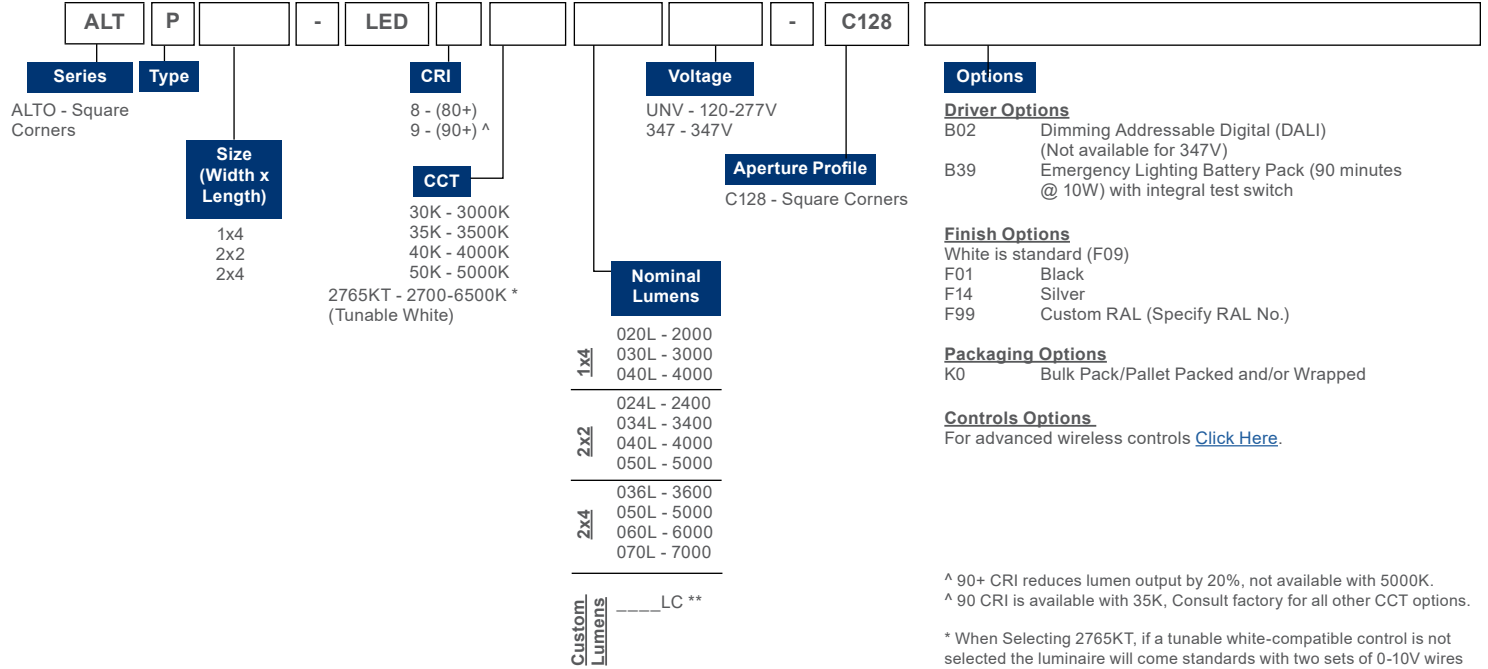 ALT P - LED - C128
Series
Type
CRI
Voltage
Options
ALTO - Square
Corners
8 - (80+)
9 - (90+) ^
UNV - 120-277V
347 - 347V
Size
(Width x
Length)
1x4
2x2
2x4
CCT
30K - 3000K
35K - 3500K
40K - 4000K
50K - 5000K
2765KT - 2700-6500K *
(Tunable White)
Aperture Profile
C128 - Square Corners
Nominal
Lumens
1x4
020L - 2000
030L - 3000
040L - 4000
2x2
024L - 2400
034L - 3400
040L - 4000
050L - 5000
2x4
036L - 3600
050L - 5000
060L - 6000
070L - 7000
Custom
Lumens
____LC **
Driver Options
B02 Dimming Addressable Digital (DALI)
(Not available for 347V)
B39 Emergency Lighting Battery Pack (90 minutes
@ 10W) with integral test switch
Finish Options
White is standard (F09)
F01 Black
F14 Silver
F99 Custom RAL (Specify RAL No.)
Packaging Options
K0 Bulk Pack/Pallet Packed and/or Wrapped
Controls Options
For advanced wireless controls Click Here.
^ 90+ CRI reduces lumen output by 20%, not available with 5000K.
^ 90 CRI is available with 35K, Consult factory for all other CCT options.
* When Selecting 2765KT, if a tunable white-compatible control is not
selected the luminaire will come standards with two sets of 0-10V wires